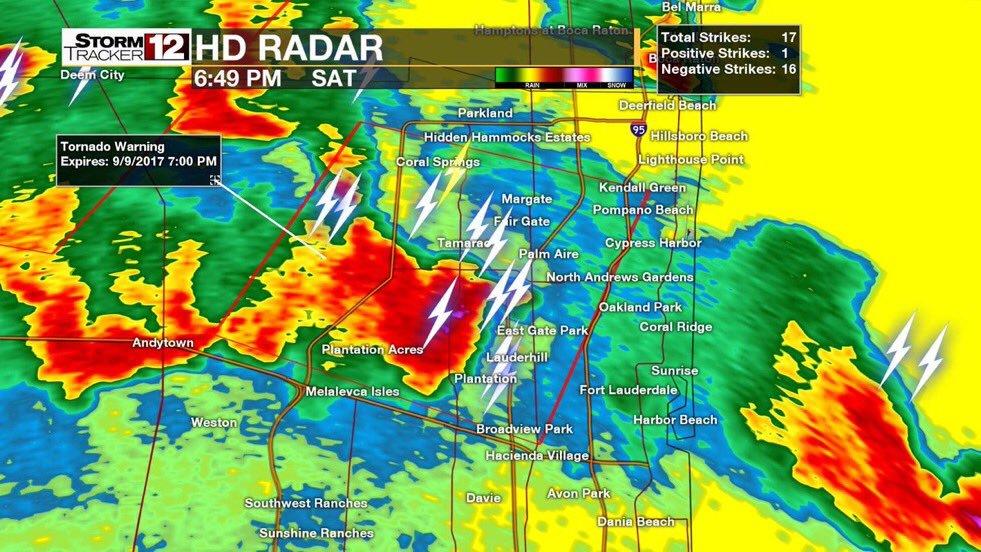 Bel Marra
Hamptons at Boca Raton
STORM
TRACKER 12
HD RADAR
6:49 PM SAT
RAIN MIX SNOW
Total Strikes: 17
Positive Strikes: 1
Negative Strikes: 16
Deem City
Deerfield Beach
Parkland
95
Hillsboro Beach
Hidden Hammocks Estates
Tornado Warning
Expires: 9/9/2017 7:00 PM
Coral Springs
Lighthouse Point
Kendall Green
Margate
Pompano Beach
Fair Gate
Tamarac
Cypress Harbor
Palm Aire
North Andrews Gardens
Oakland Park
Coral Ridge
East Gate Park
Andytown
Plantation Acres
Lauderhill
Sunrise
Plantation
Melalevca Isles
Fort Lauderdale
Weston
Harbor Beach
Broadview Park
Hacienda Village
Southwest Ranches
Davie
Avon Park
Dania Beach
Sunshine Ranches